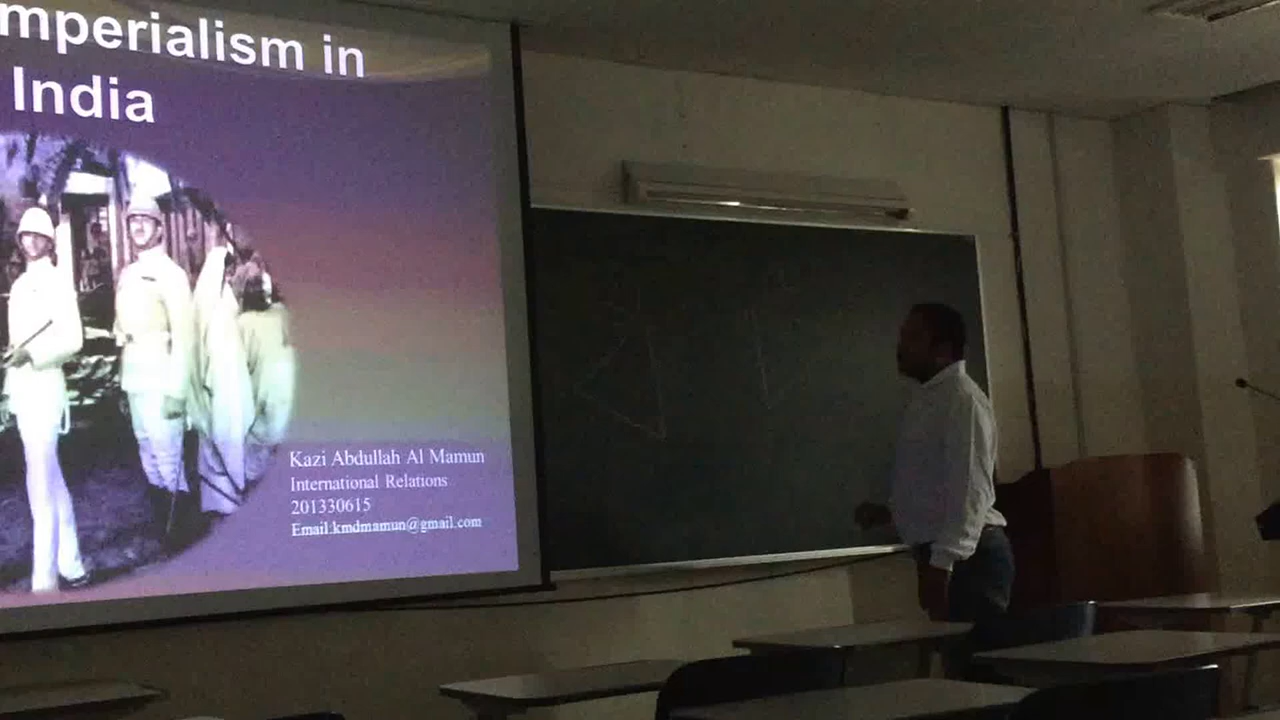 mperialism in
India
Kazi Abdullah Al Mamun
International Relations
201330615
Email:kmdmamun@gmail.com